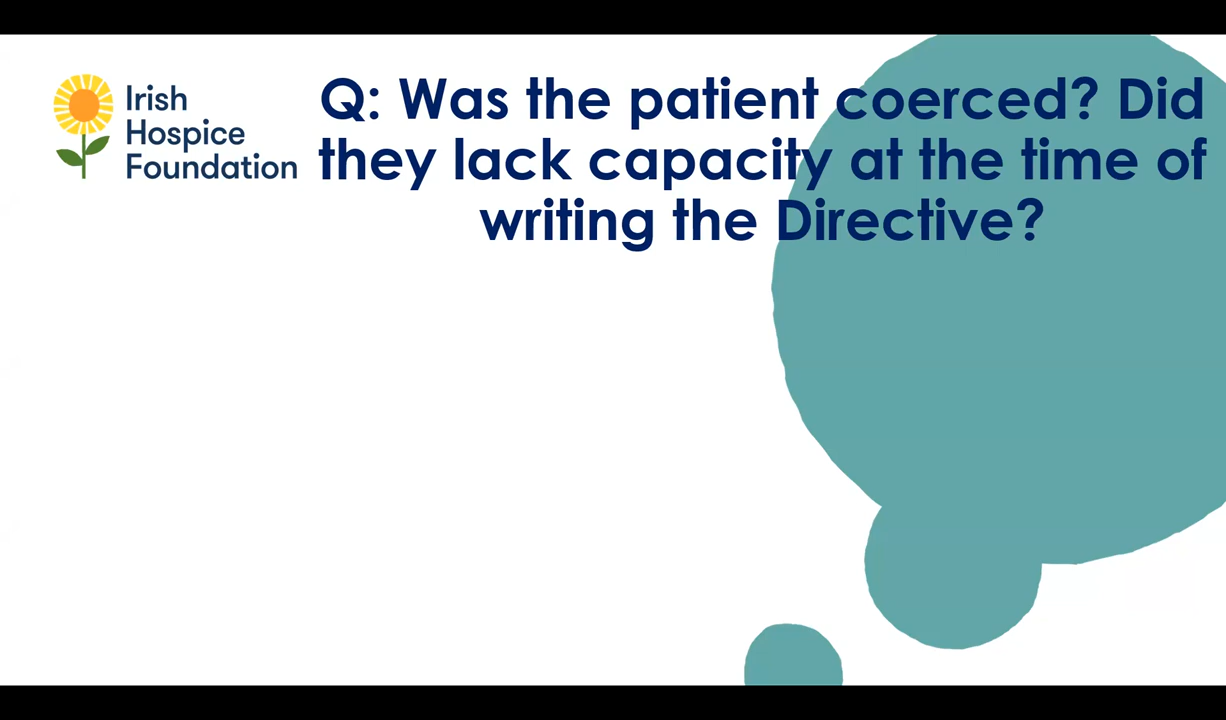 Irish
Hospice
Foundation
Q: Was the patient coerced? Did
they lack capacity at the time of
writing the Directive?